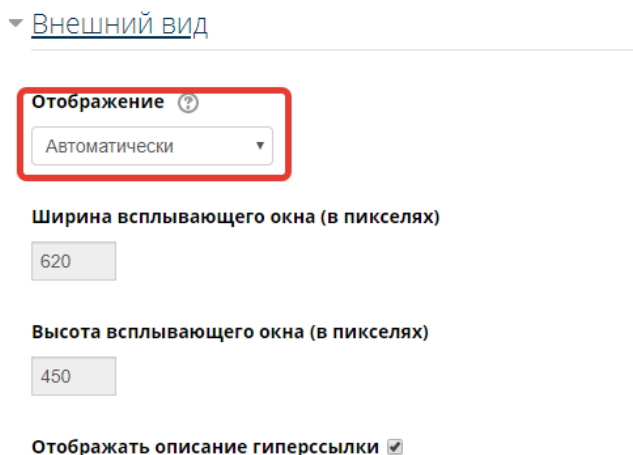 Внешний вид
Отображение
Автоматически
Ширина всплывающего окна (в пикселях)
620
Высота всплывающего окна (в пикселях)
450
Отображать описание гиперссылки